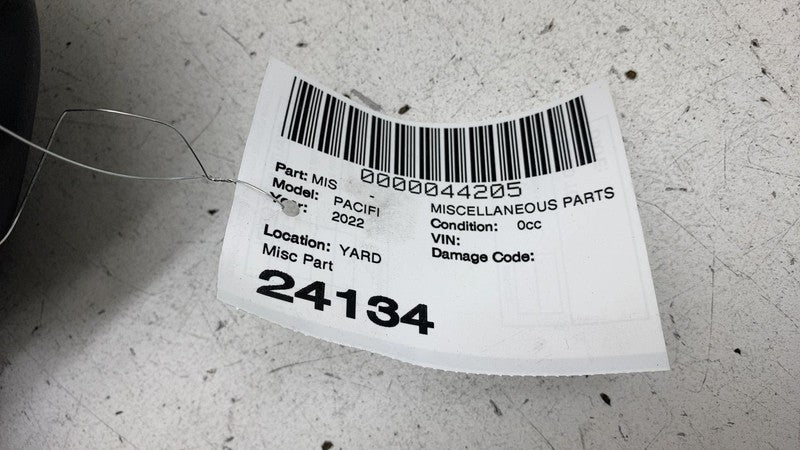 0000044205
Part: MIS -
MISCELLANEOUS PARTS
Model: PACIFI
Condition: 0cc
Year: 2022
VIN:
Location: YARD
Damage Code:
Misc Part
24134